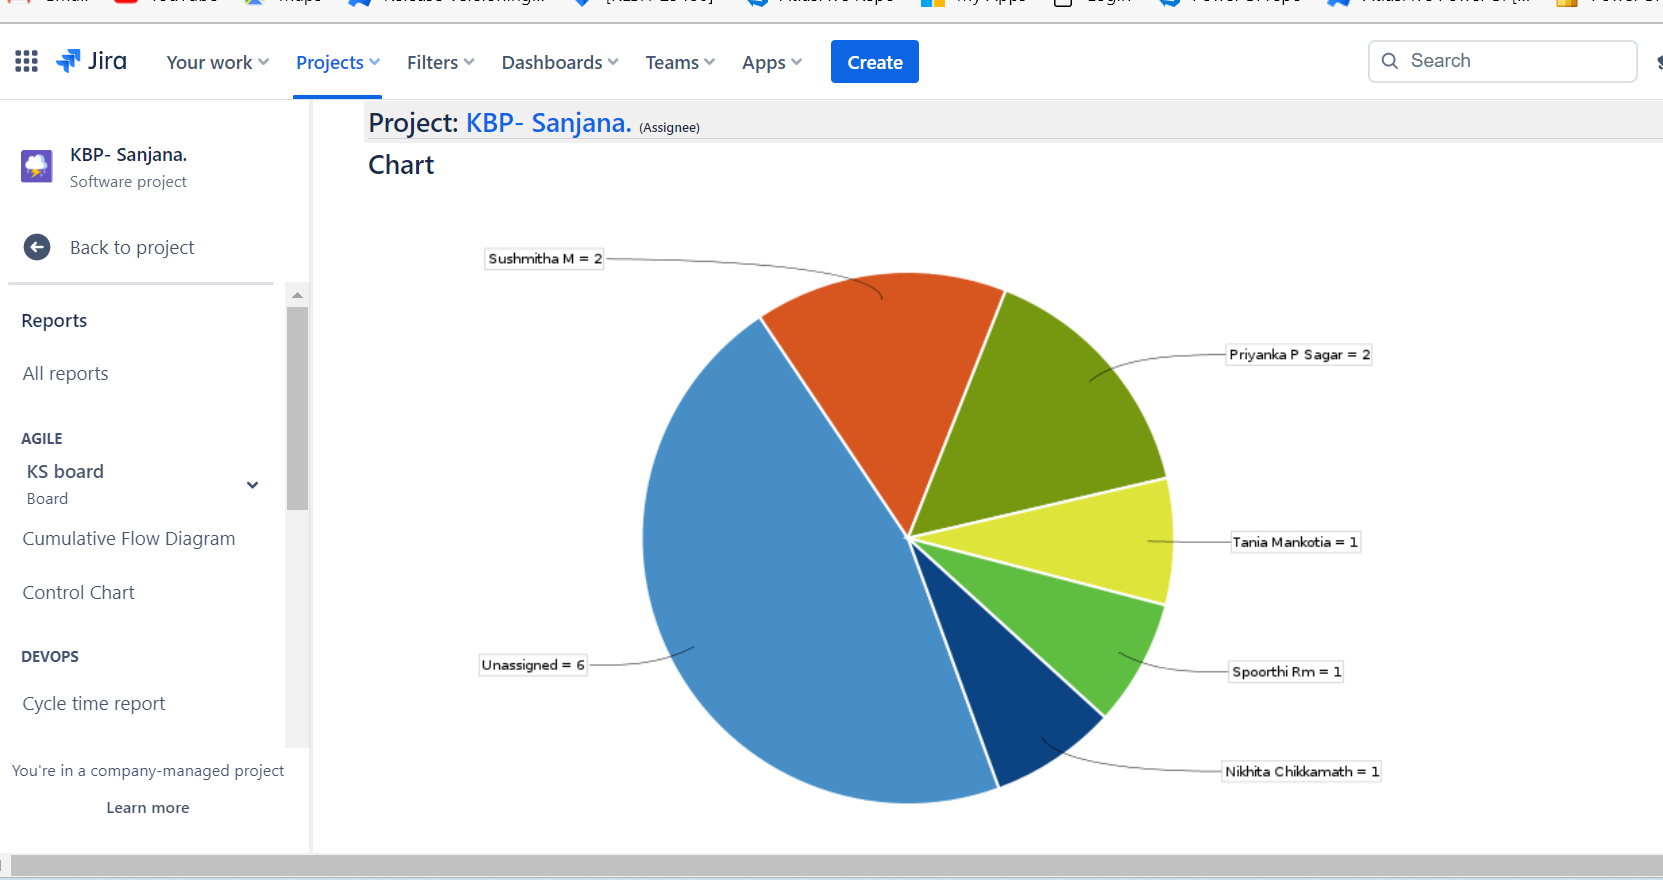 Jira
Your work
Projects
Filters
Dashboards
Teams
Apps
Create
Search
KBP- Sanjana.
Software project
Back to project
Reports
All reports
AGILE
KS board
Board
Cumulative Flow Diagram
Control Chart
DEVOPS
Cycle time report
You're in a company-managed project
Learn more
Project: KBP- Sanjana. (Assignee)
Chart
Sushmitha M = 2
Priyanka P Sagar = 2
Tania Mankotia = 1
Unassigned = 6
Spoorthi Rm = 1
Nikhita Chikkamath = 1